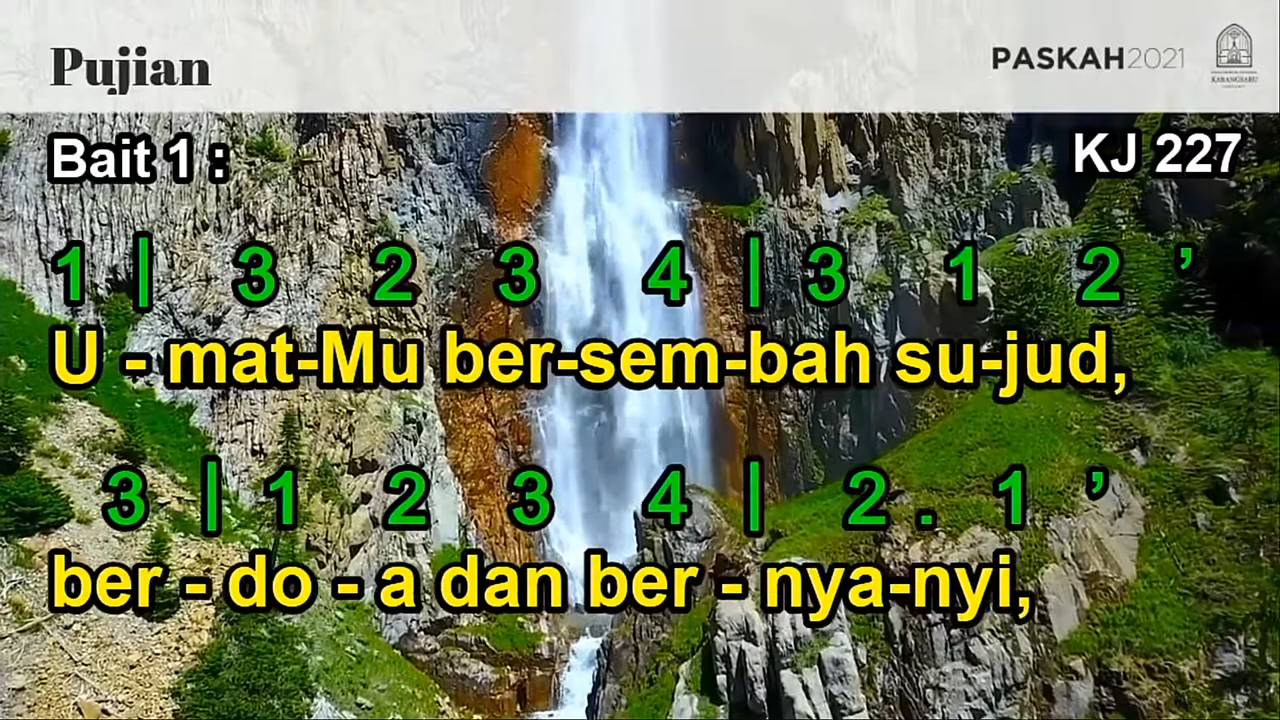 Pujian
PASKAH2021
KARANGSARU
Bait 1 :
KJ 227
1 | 3 2 3 4 | 3 1 2 ’
U - mat-Mu ber-sem-bah su-jud,
3 | 1 2 3 4 | 2 . 1 ’
ber - do - a dan ber - nya-nyi,